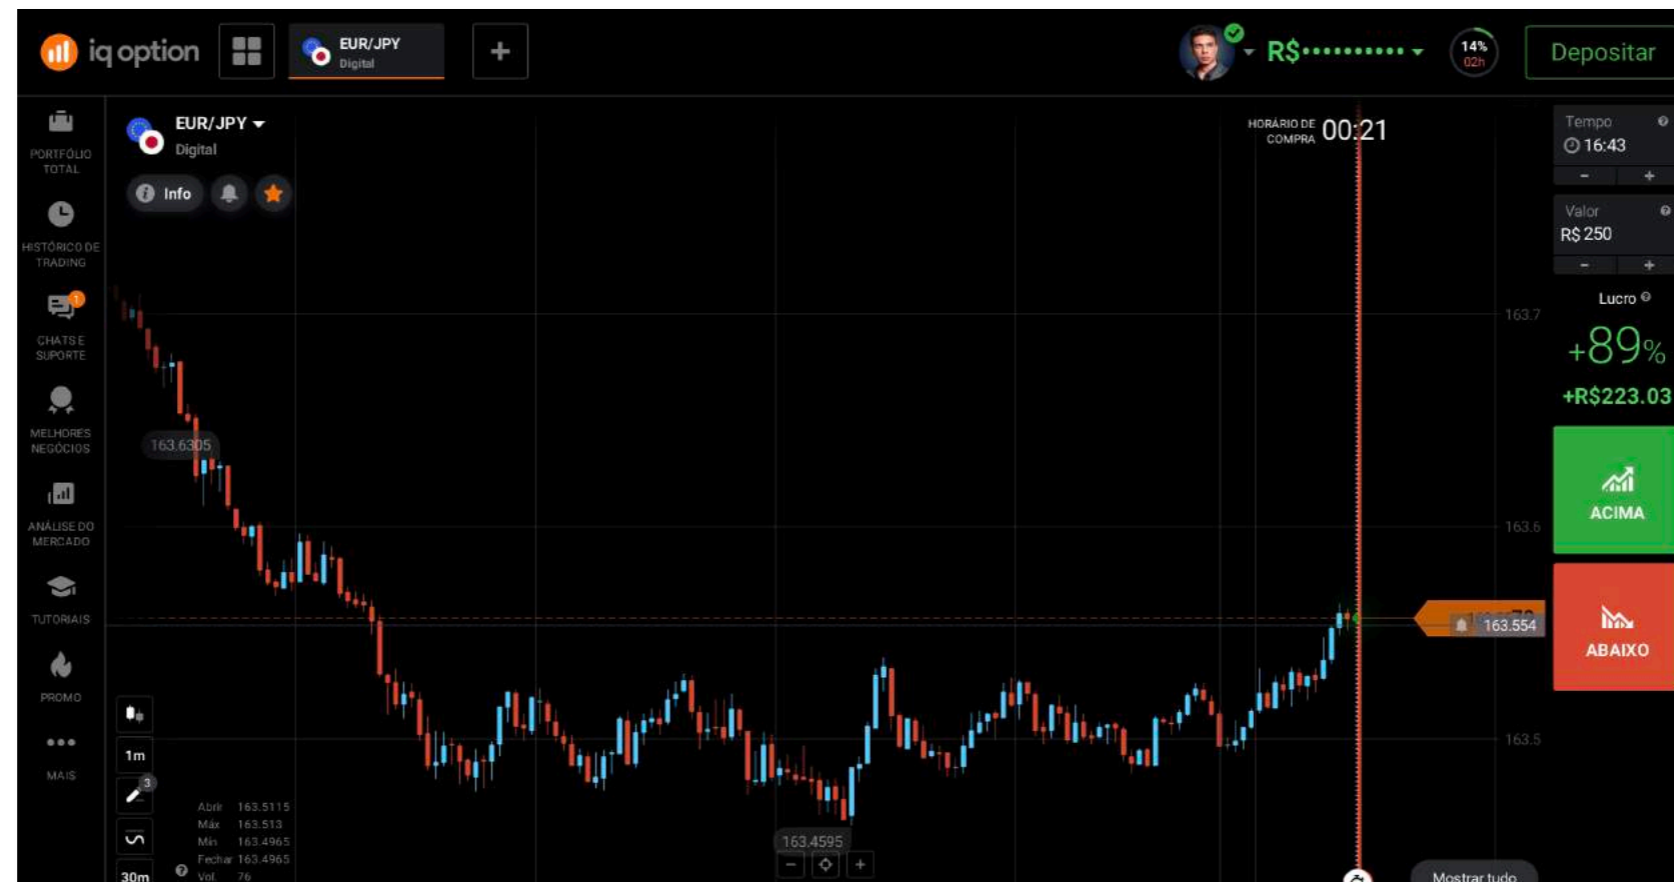 iq option
EUR/JPY
Digital
+
R$••••••••••
14%
02h
Depositar
PORTFÓLIO
TOTAL
HISTÓRICO DE
TRADING
1
CHATS E
SUPORTE
MELHORES
NEGÓCIOS
ANÁLISE DO
MERCADO
TUTORIAIS
PROMO
MAIS
EUR/JPY
Digital
Info
HORÁRIO DE
COMPRA
00:21
163.6305
163.4595
1m
3
30m
Abrir 163.5115
Máx 163.513
Mín 163.4965
Fechar 163.4965
Vol. 76
- +
163.7
163.6
163.554
163.5
Mostrar tudo
Tempo
16:43
- +
Valor
R$ 250
- +
Lucro
+89%
+R$223.03
ACIMA
ABAIXO